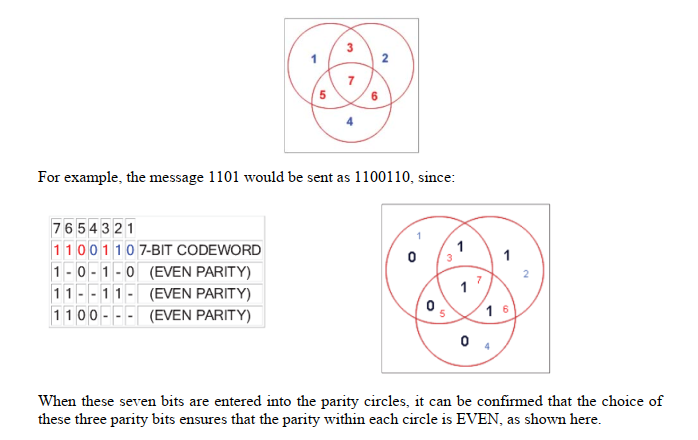 1 3 2
7
5 6
4
For example, the message 1101 would be sent as 1100110, since:
7 6 5 4 3 2 1
1 1 0 0 1 1 0 7-BIT CODEWORD
1 - 0 - 1 - 0 (EVEN PARITY)
1 1 - - 1 1 - (EVEN PARITY)
1 1 0 0 - - - (EVEN PARITY)
1
0 1 3 1 2
1 7
0 5 1 6
0 4
When these seven bits are entered into the parity circles, it can be confirmed that the choice of
these three parity bits ensures that the parity within each circle is EVEN, as shown here.